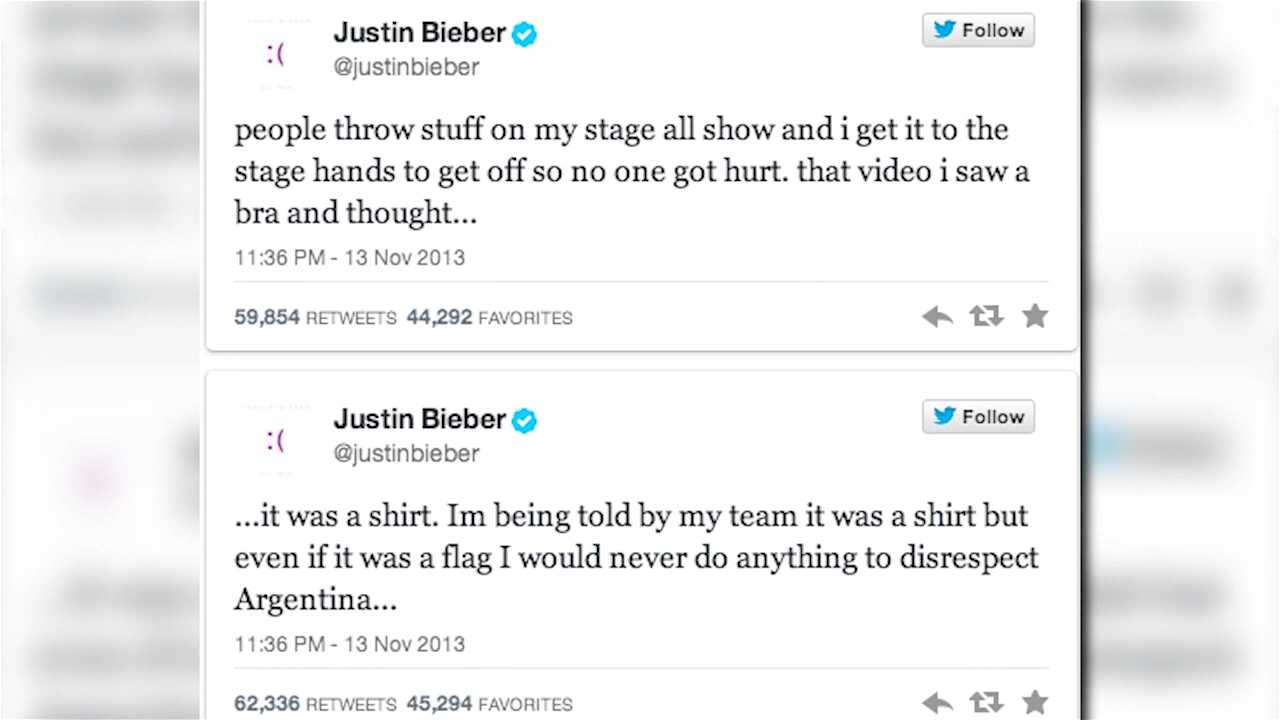 Justin Bieber
Follow
:(
@justinbieber
people throw stuff on my stage all show and i get it to the
stage hands to get off so no one got hurt. that video i saw a
bra and thought...
11:36 PM - 13 Nov 2013
59,854 RETWEETS 44,292 FAVORITES
Justin Bieber
Follow
:(
@justinbieber
...it was a shirt. Im being told by my team it was a shirt but
even if it was a flag I would never do anything to disrespect
Argentina...
11:36 PM - 13 Nov 2013
62,336 RETWEETS 45,294 FAVORITES